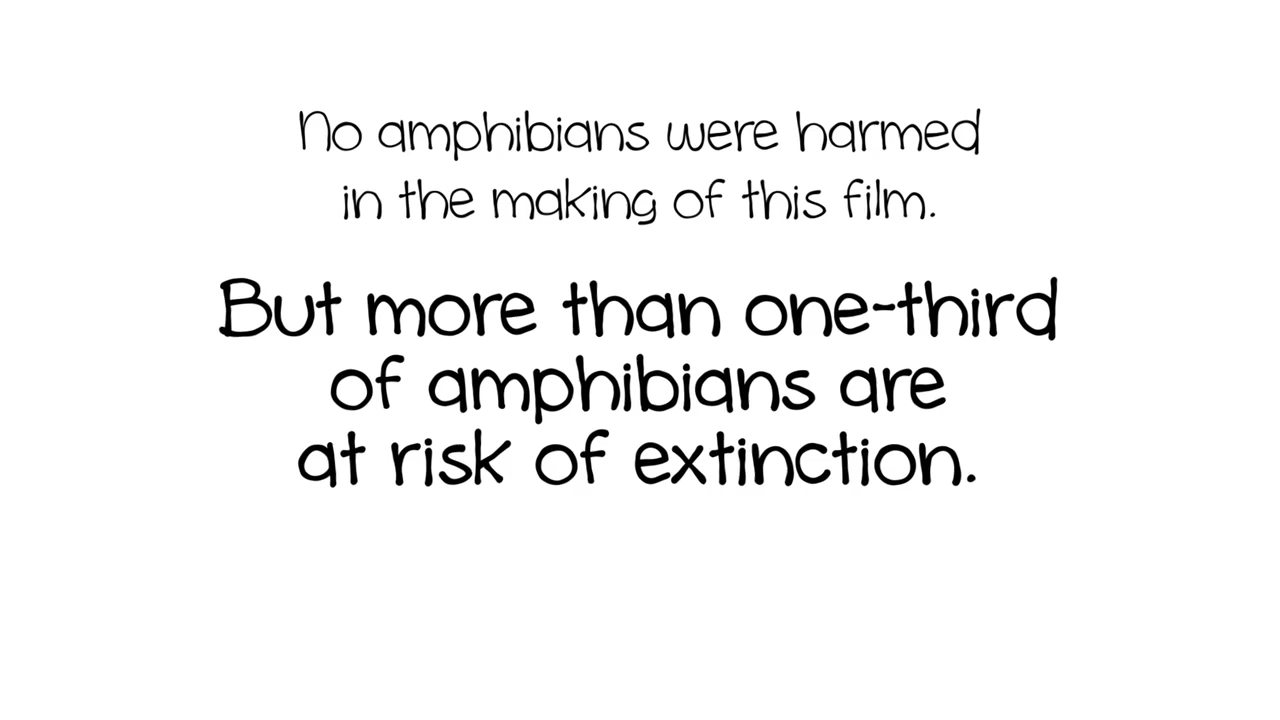 No amphibians were harmed
in the making of this film.
But more than one-third
of amphibians are
at risk of extinction.